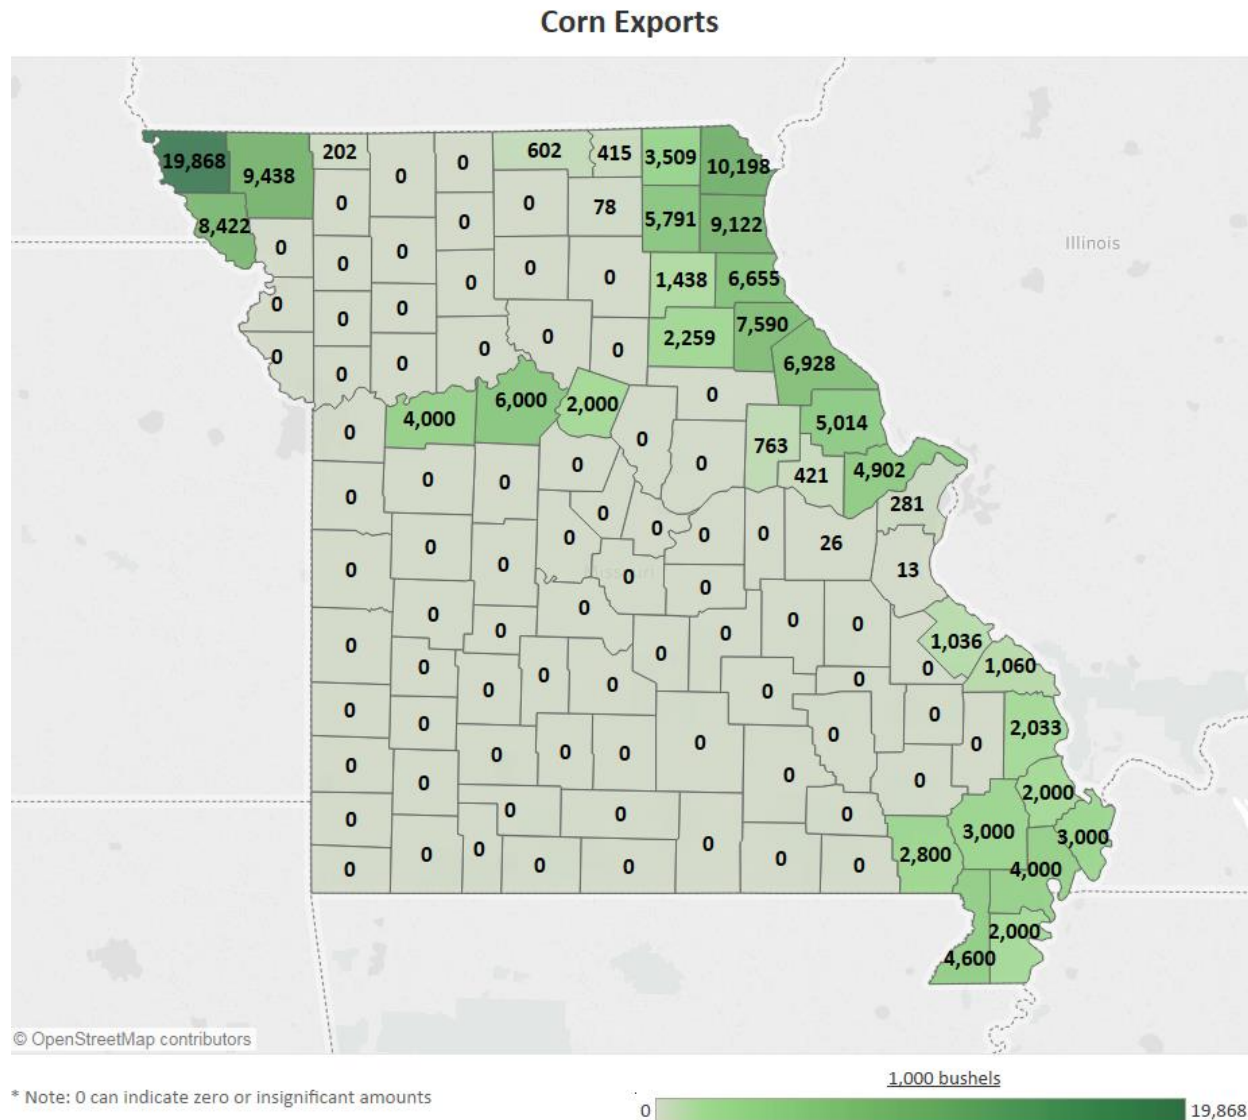 Corn Exports
19,868 9,438 202 0 0 602 415 3,509 10,198
8,422 0 0 0 0 78 5,791 9,122
Illinois
0 0 0 0 0 0 1,438 6,655
0 0 0 0 0 0 2,259 7,590
0 0 0 6,928
0 4,000 6,000 2,000 0 0 5,014
0 0 0 0 0 763 421 4,902
281
0 0 0 0 0 0 0 0 26
0 0 0 13
Missouri
0 0 0 0 0 0 0
0 0 0 0 0 1,036
0 0 0 0 0 0 1,060
0 0 0 0 0 0 2,033
0 0 0 0 0 0 0 2,000
0 0 0 0 0 3,000 3,000
0 0 0 0 0 0 0 0 2,800 4,000
2,000
4,600
© OpenStreetMap contributors
* Note: 0 can indicate zero or insignificant amounts
1,000 bushels
0 19,868